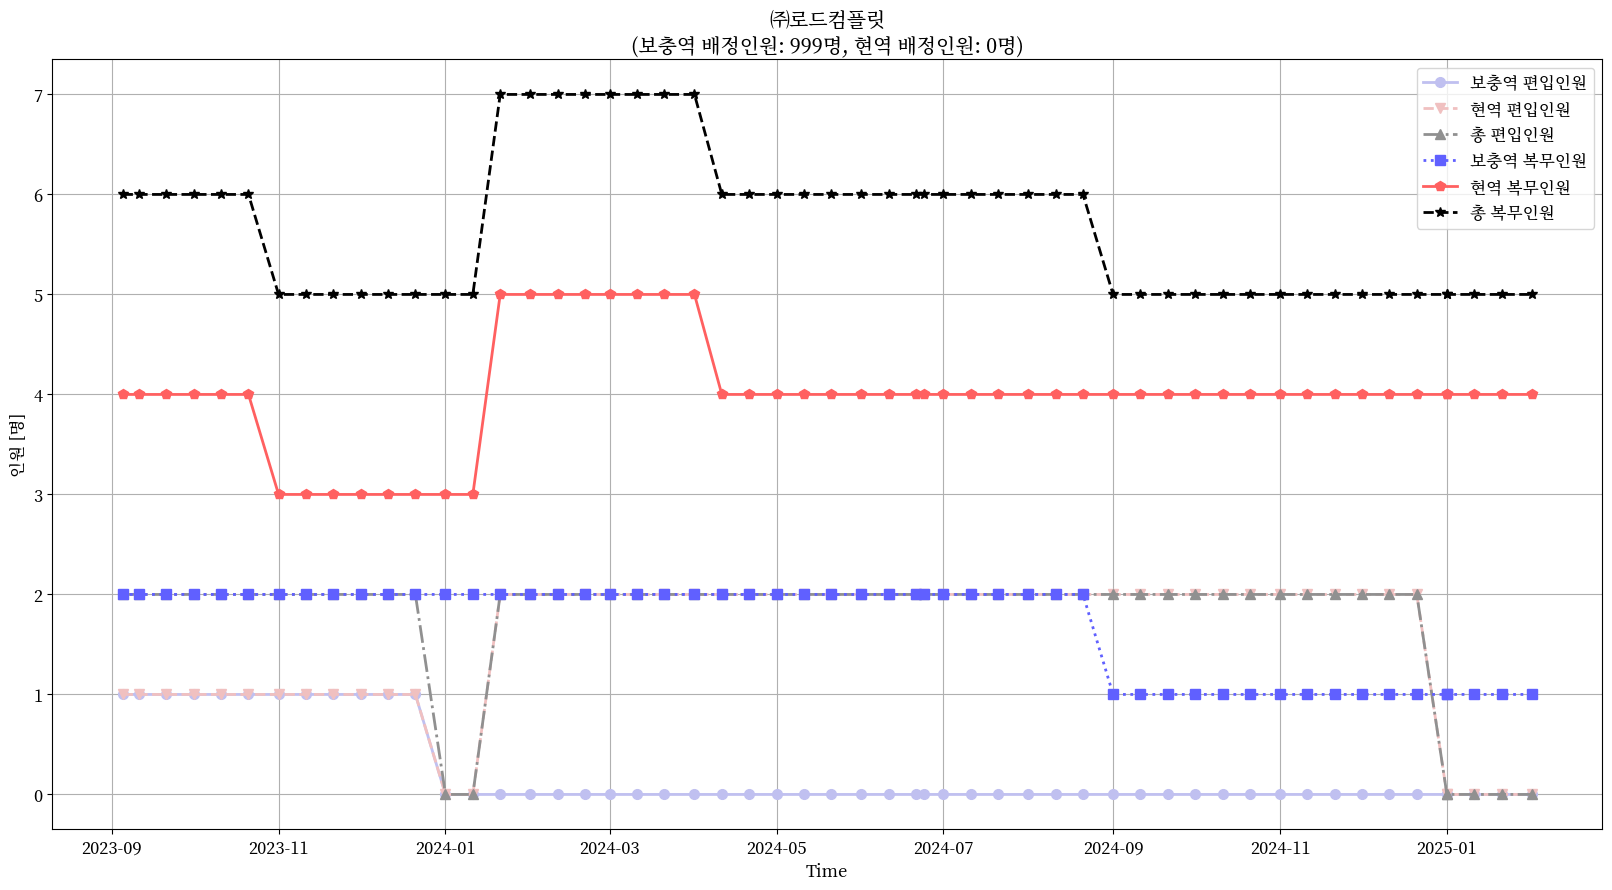 ㈜로드컴플릿
(보충역 배정인원: 999명, 현역 배정인원: 0명)
보충역 편입인원
현역 편입인원
총 편입인원
보충역 복무인원
현역 복무인원
총 복무인원
인원 [명]
7
6
5
4
3
2
1
0
2023-09
2023-11
2024-01
2024-03
2024-05
2024-07
2024-09
2024-11
2025-01
Time